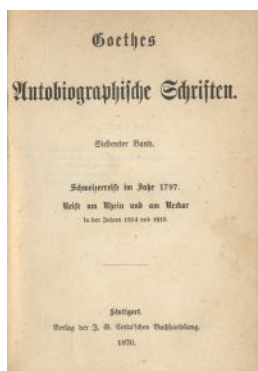 Goethes
Autobiographische Schriften.
Siebenter Band.
Schweizerreise im Jahr 1797.
Reise am Rhein und am Neckar
In den Jahren 1814 und 1815.
Stuttgart.
Verlag der J. G. Cotta'schen Buchhandlung.
1870.